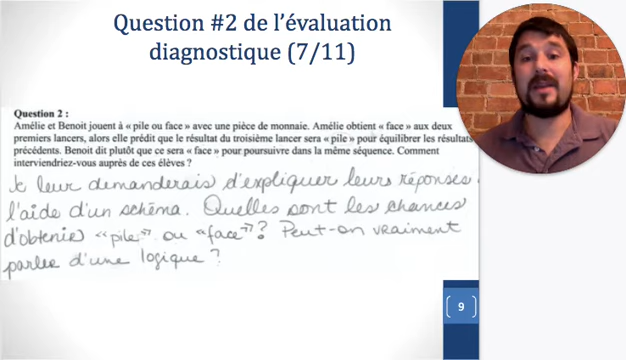 Question #2 de l'évaluation
diagnostique (7/11)
Question 2 :
Amélie et Benoit jouent à « pile ou face » avec une pièce de monnaie. Amélie obtient « face » aux deux
premiers lancers, alors elle prédit que le résultat du troisième lancer sera « pile » pour équilibrer les résultats
précédents. Benoit dit plutôt que ce sera « face » pour poursuivre dans la même séquence. Comment
interviendriez-vous auprès de ces élèves ?
Je leur demanderais d'expliquer leurs réponses
l'aide d'un schéma. Quelles sont les chances
d'obtenir «pile» ou «face»? Peut-on vraiment
parler d'une logique ?
9